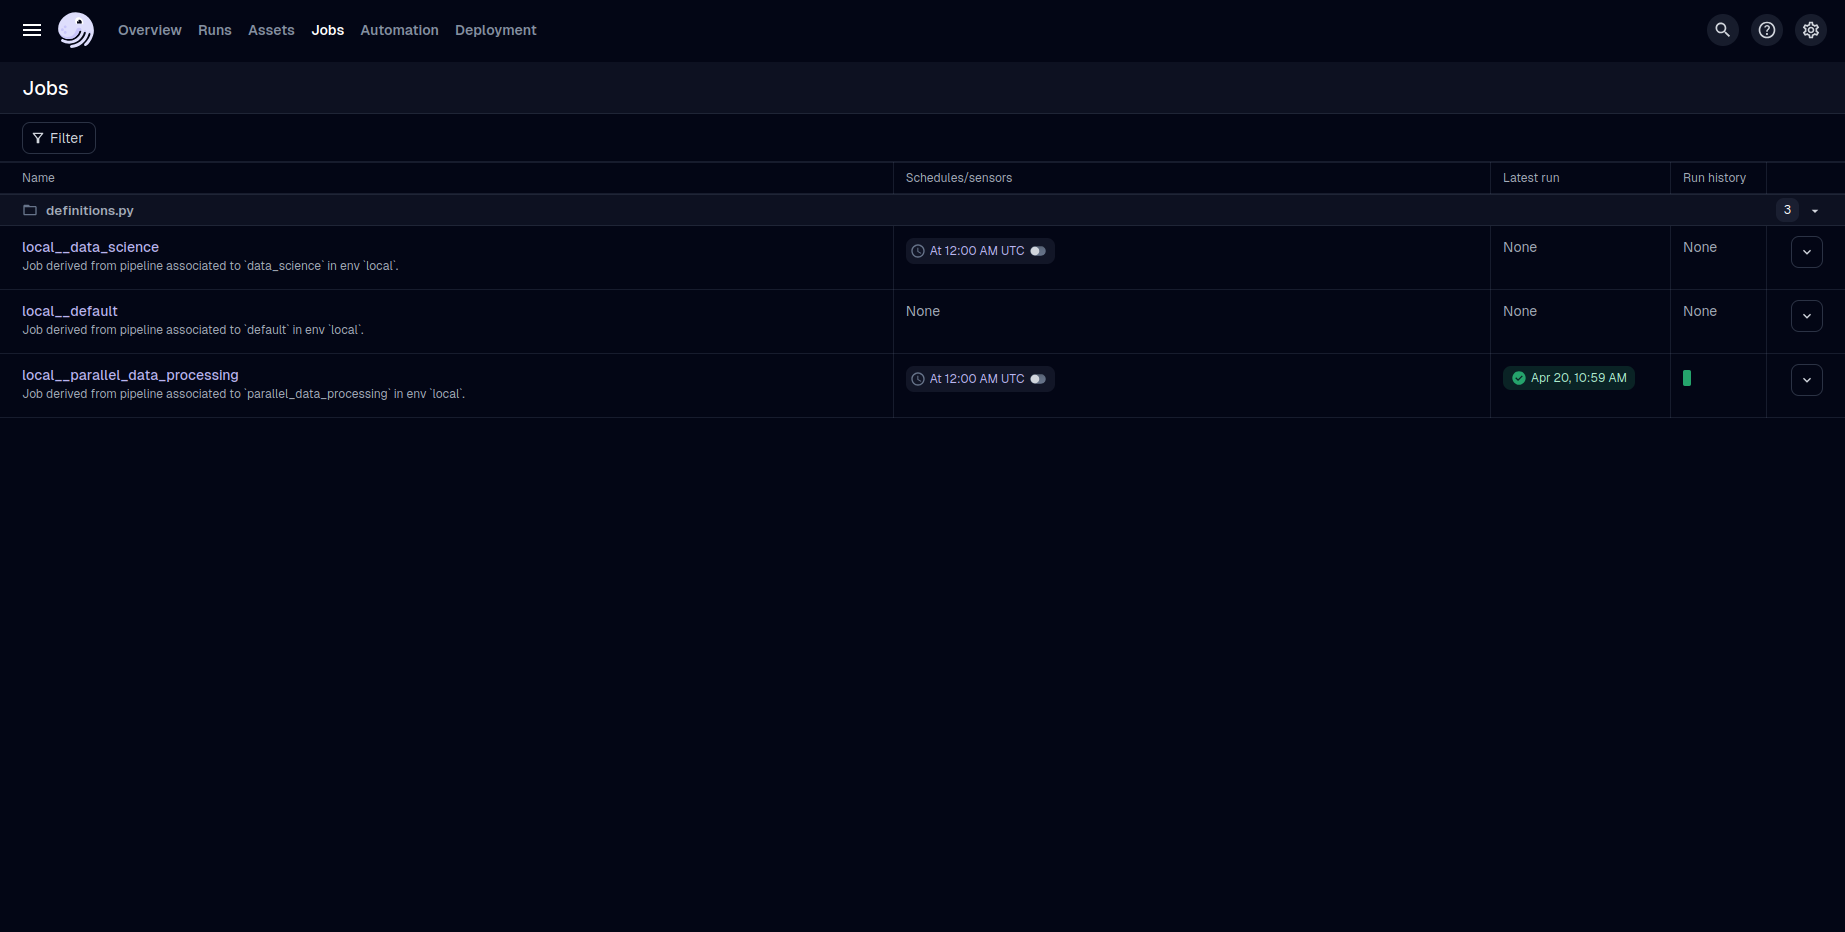 Overview Runs Assets Jobs Automation Deployment
Jobs
Filter
Name Schedules/sensors Latest run Run history
definitions.py 3
local__data_science At 12:00 AM UTC None None
Job derived from pipeline associated to `data_science` in env `local`.
local__default None None None
Job derived from pipeline associated to `default` in env `local`.
local__parallel_data_processing At 12:00 AM UTC Apr 20, 10:59 AM
Job derived from pipeline associated to `parallel_data_processing` in env `local`.